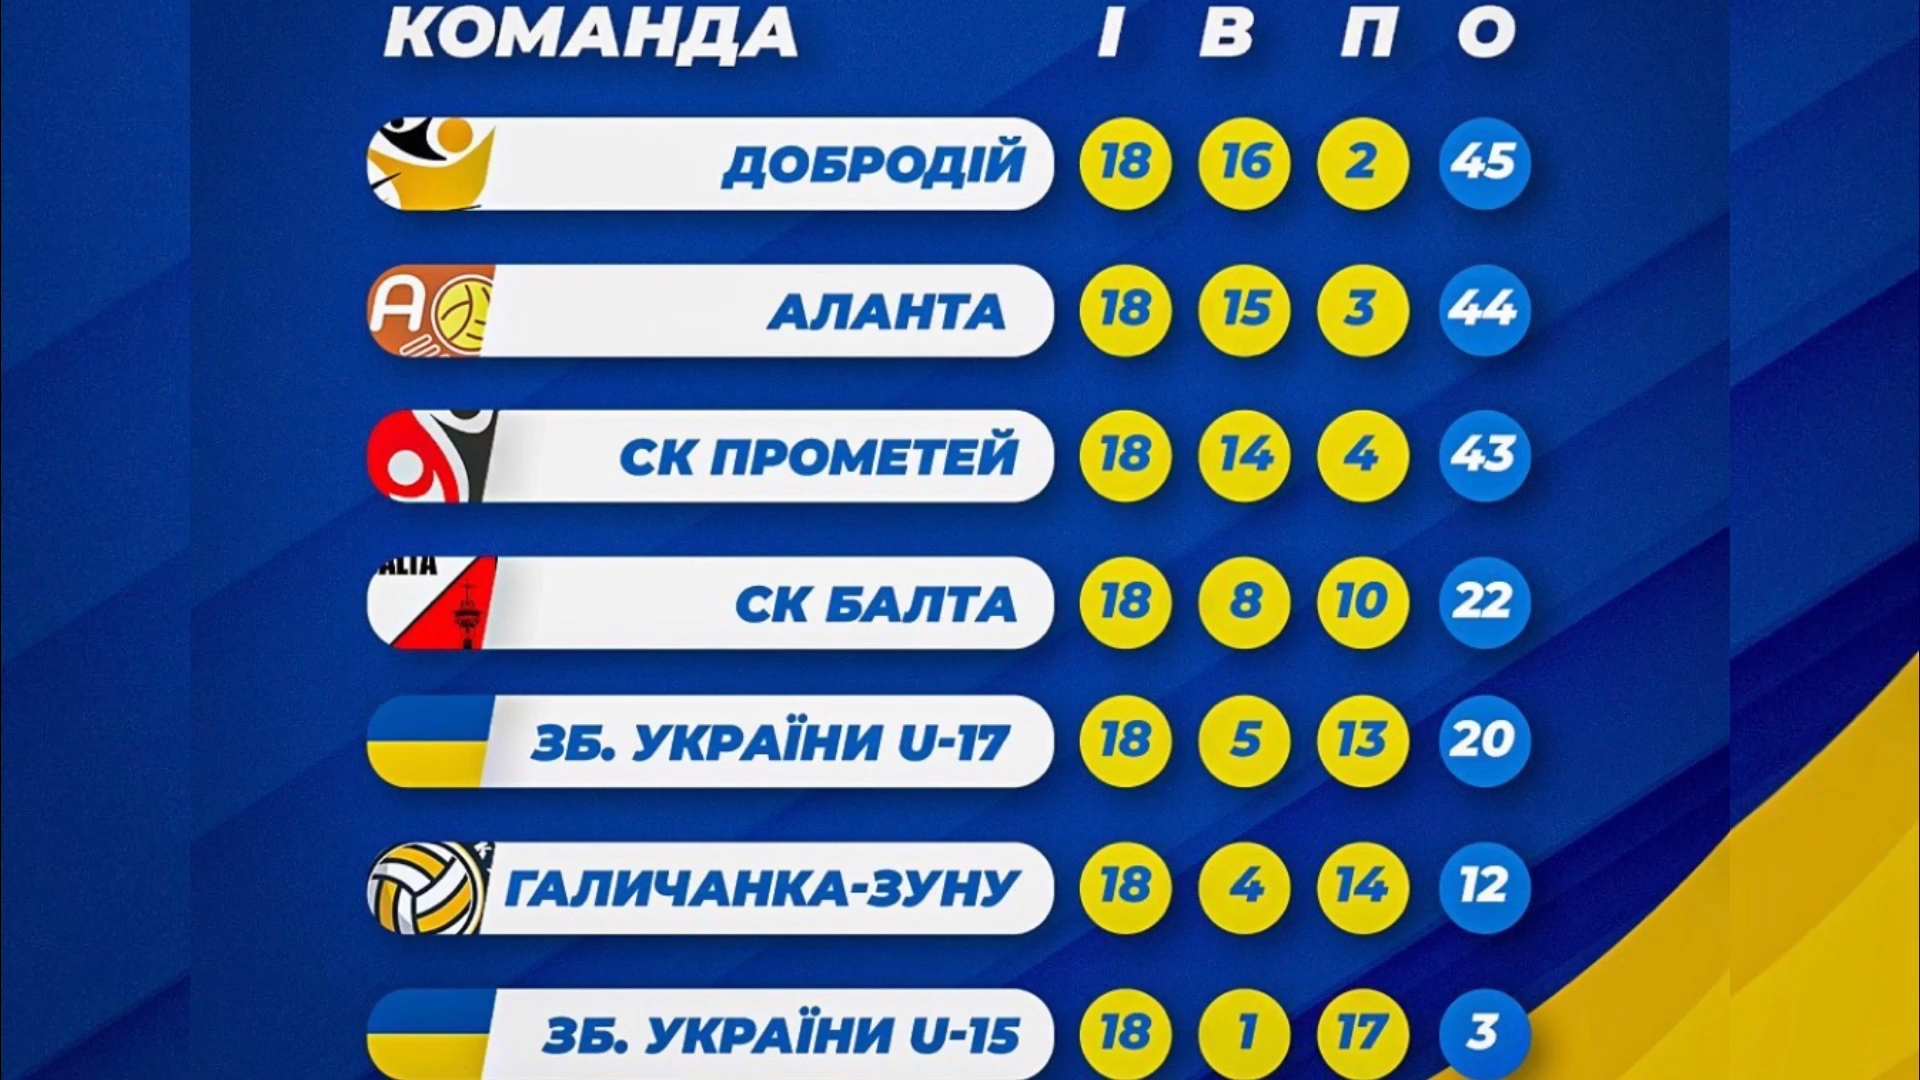 КОМАНДА І В П О
ДОБРОДІЙ 18 16 2 45
АЛАНТА 18 15 3 44
СК ПРОМЕТЕЙ 18 14 4 43
СК БАЛТА 18 8 10 22
ЗБ. УКРАЇНИ U-17 18 5 13 20
ГАЛИЧАНКА-ЗУНУ 18 4 14 12
ЗБ. УКРАЇНИ U-15 18 1 17 3